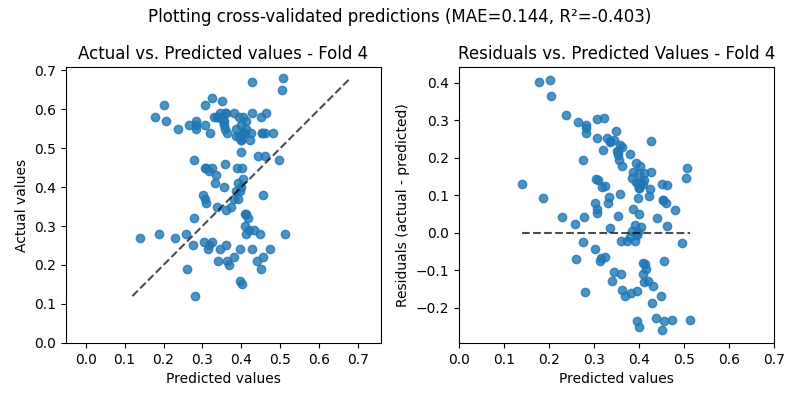 Plotting cross-validated predictions (MAE=0.144, R²=-0.403)
Actual vs. Predicted values - Fold 4
Residuals vs. Predicted Values - Fold 4
Actual values
0.7
0.6
0.5
0.4
0.3
0.2
0.1
0.0
0.0 0.1 0.2 0.3 0.4 0.5 0.6 0.7
Predicted values
Residuals (actual - predicted)
0.4
0.3
0.2
0.1
0.0
−0.1
−0.2
0.0 0.1 0.2 0.3 0.4 0.5 0.6 0.7
Predicted values